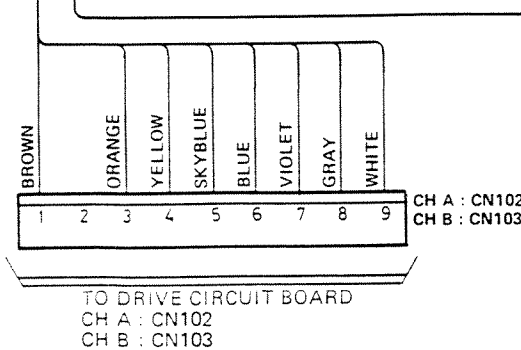 BROWN
ORANGE
YELLOW
SKYBLUE
BLUE
VIOLET
GRAY
WHITE
1 2 3 4 5 6 7 8 9
CH A : CN102
CH B : CN103
TO DRIVE CIRCUIT BOARD
CH A : CN102
CH B : CN103